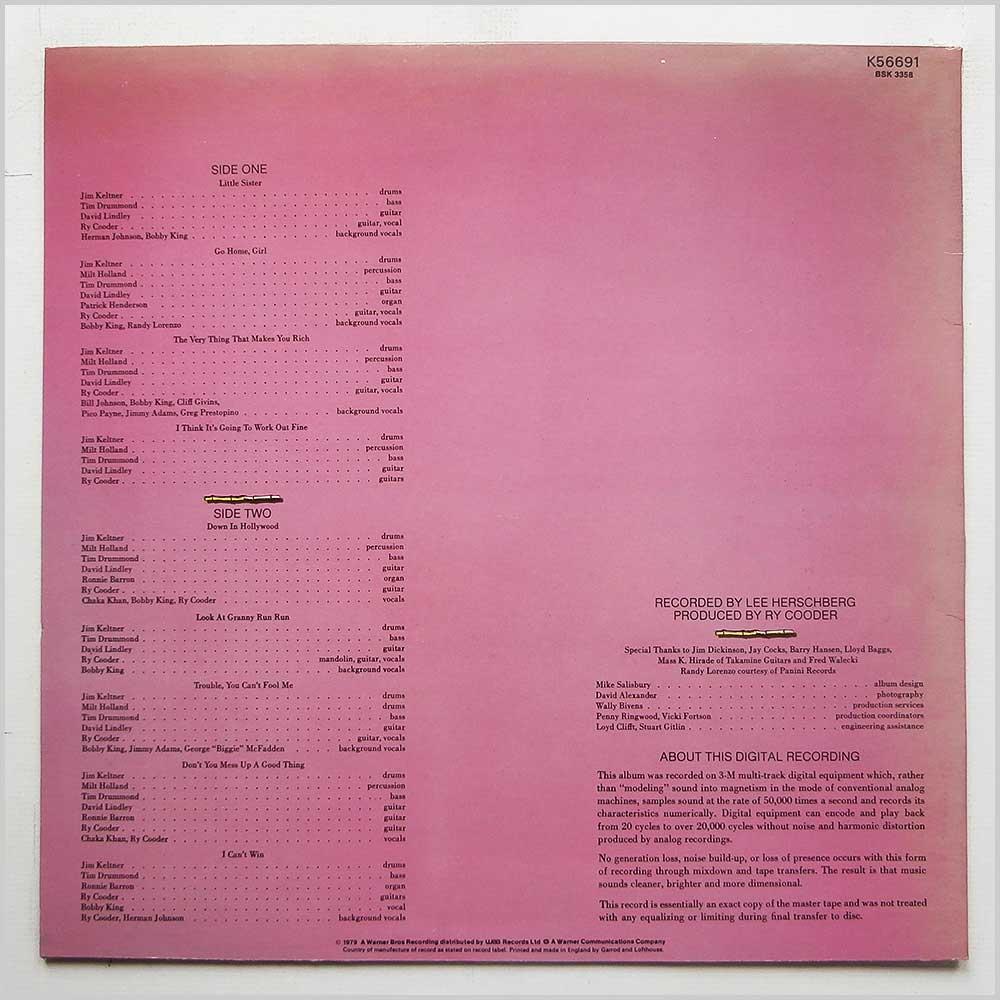 K56691
BSK 3358
SIDE ONE
Little Sister
Jim Keltner . . . drums
Tim Drummond . . . bass
David Lindley . . . guitar
Ry Cooder . . . guitar, vocal
Herman Johnson, Bobby King . . . background vocals
Go Home, Girl
Jim Keltner . . . drums
Milt Holland . . . percussion
Tim Drummond . . . bass
David Lindley . . . guitar
Patrick Henderson . . . organ
Ry Cooder . . . guitar, vocals
Bobby King, Randy Lorenzo . . . background vocals
The Very Thing That Makes You Rich
Jim Keltner . . . drums
Milt Holland . . . percussion
Tim Drummond . . . bass
David Lindley . . . guitar
Ry Cooder . . . guitar, vocals
Bill Johnson, Bobby King, Cliff Givins,
Pico Payne, Jimmy Adams, Greg Prestopino . . . background vocals
I Think It's Going To Work Out Fine
Jim Keltner . . . drums
Milt Holland . . . percussion
Tim Drummond . . . bass
David Lindley . . . guitar
Ry Cooder . . . guitars
SIDE TWO
Down In Hollywood
Jim Keltner . . . drums
Milt Holland . . . percussion
Tim Drummond . . . bass
David Lindley . . . guitar
Ronnie Barron . . . organ
Ry Cooder . . . guitar
Chaka Khan, Bobby King, Ry Cooder . . . vocals
Look At Granny Run Run
Jim Keltner . . . drums
Tim Drummond . . . bass
David Lindley . . . guitar
Ry Cooder . . . mandolin, guitar, vocals
Bobby King . . . background vocals
Trouble, You Can't Fool Me
Jim Keltner . . . drums
Milt Holland . . . drums
Tim Drummond . . . bass
David Lindley . . . guitar
Ry Cooder . . . guitar, vocals
Bobby King, Jimmy Adams, George "Biggie" McFadden . . . background vocals
Don't You Mess Up A Good Thing
Jim Keltner . . . drums
Milt Holland . . . percussion
Tim Drummond . . . bass
David Lindley . . . guitar
Ronnie Barron . . . guitar
Ry Cooder . . . guitar
Chaka Khan, Ry Cooder . . . vocals
I Can't Win
Jim Keltner . . . drums
Tim Drummond . . . bass
Ronnie Barron . . . organ
Ry Cooder . . . guitars
Bobby King . . . vocal
Ry Cooder, Herman Johnson . . . background vocals
RECORDED BY LEE HERSCHBERG
PRODUCED BY RY COODER
Special Thanks to Jim Dickinson, Jay Cocks, Barry Hansen, Lloyd Baggs,
Mass K. Hirade of Takamine Guitars and Fred Walecki
Randy Lorenzo courtesy of Panini Records
Mike Salisbury . . . album design
David Alexander . . . photography
Wally Bivens . . . production services
Penny Ringwood, Vicki Fortson . . . production coordinators
Loyd Clifft, Stuart Gitlin . . . engineering assistance
ABOUT THIS DIGITAL RECORDING
This album was recorded on 3-M multi-track digital equipment which, rather
than "modeling" sound into magnetism in the mode of conventional analog
machines, samples sound at the rate of 50,000 times a second and records its
characteristics numerically. Digital equipment can encode and play back
from 20 cycles to over 20,000 cycles without noise and harmonic distortion
produced by analog recordings.
No generation loss, noise build-up, or loss of presence occurs with this form
of recording through mixdown and tape transfers. The result is that music
sounds cleaner, brighter and more dimensional.
This record is essentially an exact copy of the master tape and was not treated
with any equalizing or limiting during final transfer to disc.
℗ 1979 A Warner Bros Recording distributed by WEA Records Ltd A Warner Communications Company
Country of manufacture of record as stated on record label. Printed and made in England by Garrod and Lofthouse.